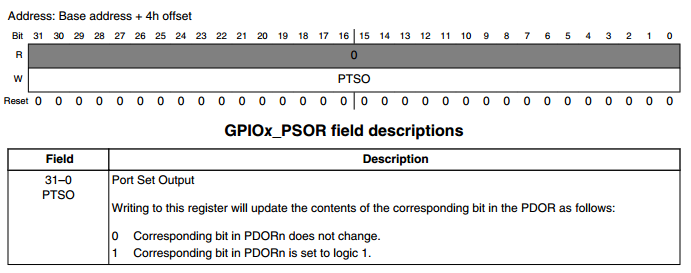 Address: Base address + 4h offset
Bit 31 30 29 28 27 26 25 24 23 22 21 20 19 18 17 16 15 14 13 12 11 10 9 8 7 6 5 4 3 2 1 0
R 0
W PTSO
Reset 0 0 0 0 0 0 0 0 0 0 0 0 0 0 0 0 0 0 0 0 0 0 0 0 0 0 0 0 0 0 0 0
GPIOx_PSOR field descriptions
Field Description
31–0 Port Set Output
PTSO
Writing to this register will update the contents of the corresponding bit in the PDOR as follows:
0 Corresponding bit in PDORn does not change.
1 Corresponding bit in PDORn is set to logic 1.